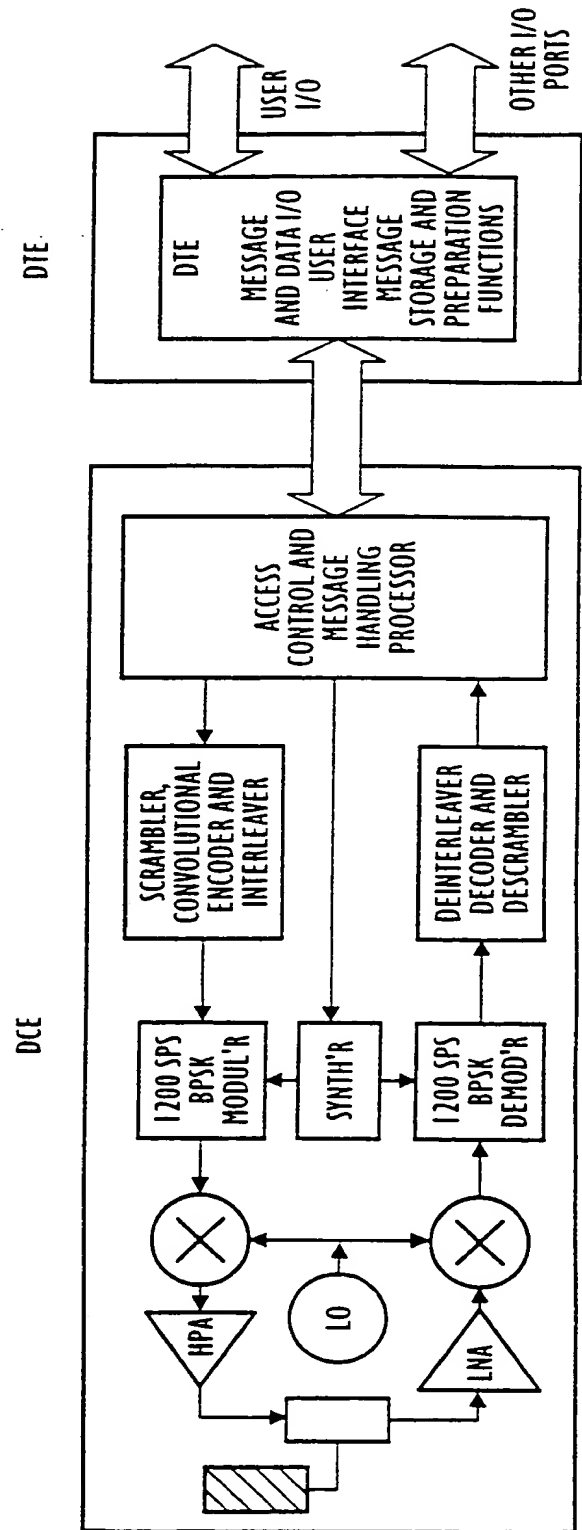 DCE
DTE
HPA
LO
LNA
1200 SPS
BPSK
MODUL'R
SYNTH'R
1200 SPS
BPSK
DEMOD'R
SCRAMBLER,
CONVOLUTIONAL
ENCODER AND
INTERLEAVER
DEINTERLEAVER
DECODER AND
DESCRAMBLER
ACCESS
CONTROL AND
MESSAGE
HANDLING
PROCESSOR
DTE
MESSAGE
AND DATA I/O
USER
INTERFACE
MESSAGE
STORAGE AND
PREPARATION
FUNCTIONS
USER
I/O
OTHER I/O
PORTS